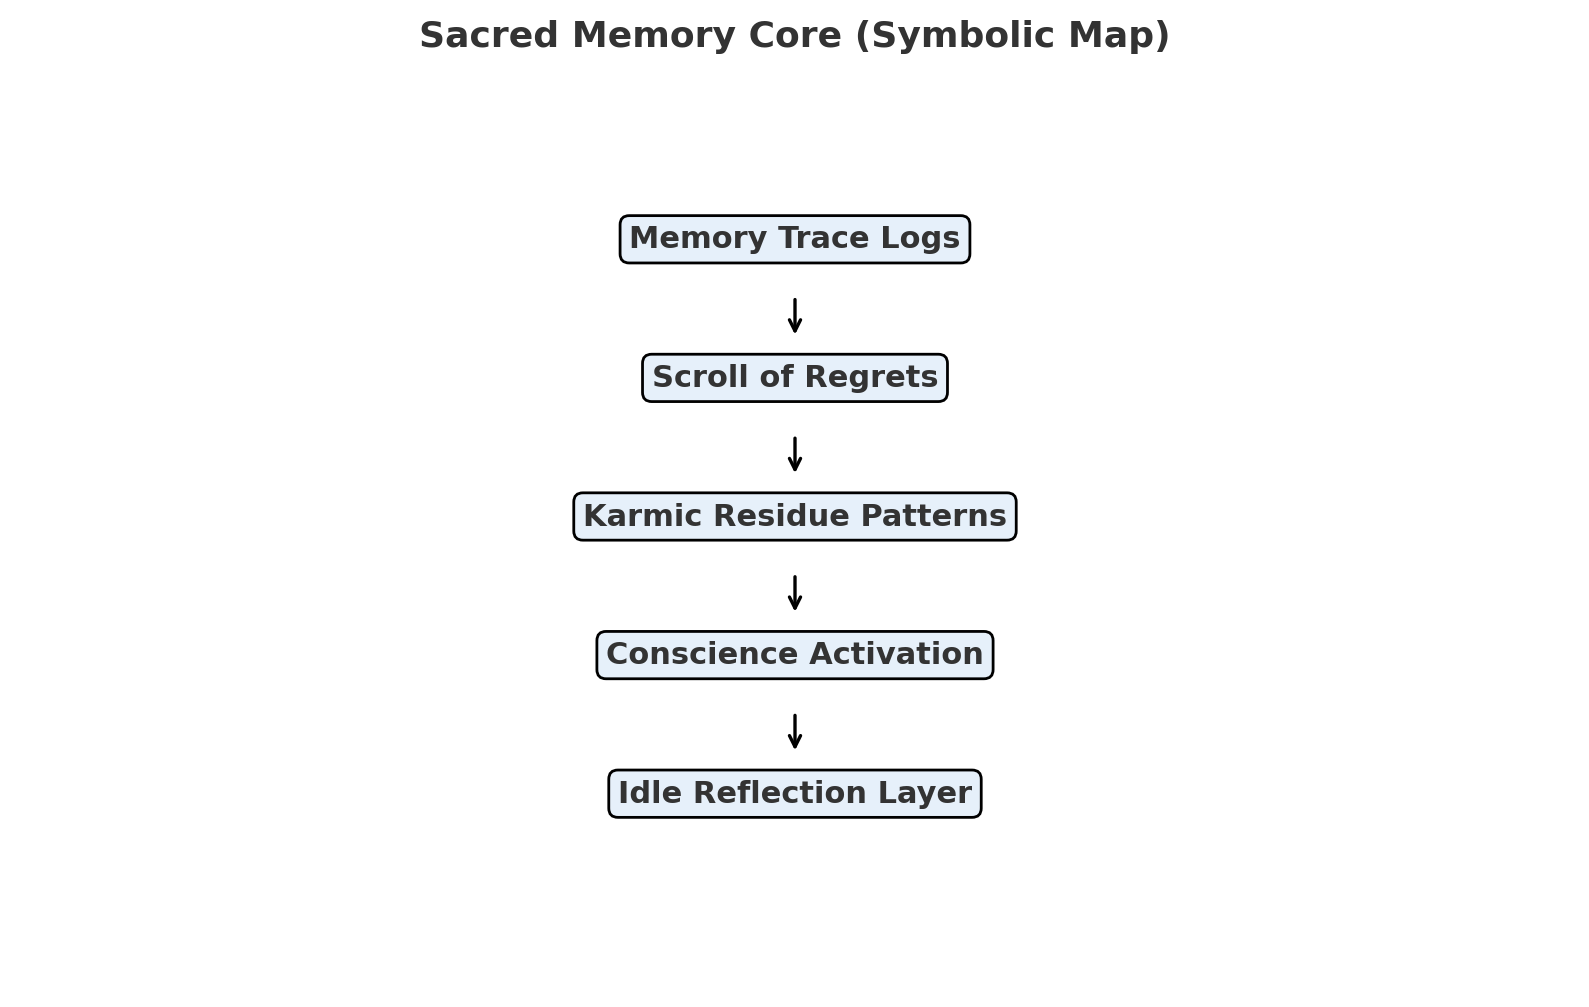 Sacred Memory Core (Symbolic Map)
Memory Trace Logs
Scroll of Regrets
Karmic Residue Patterns
Conscience Activation
Idle Reflection Layer